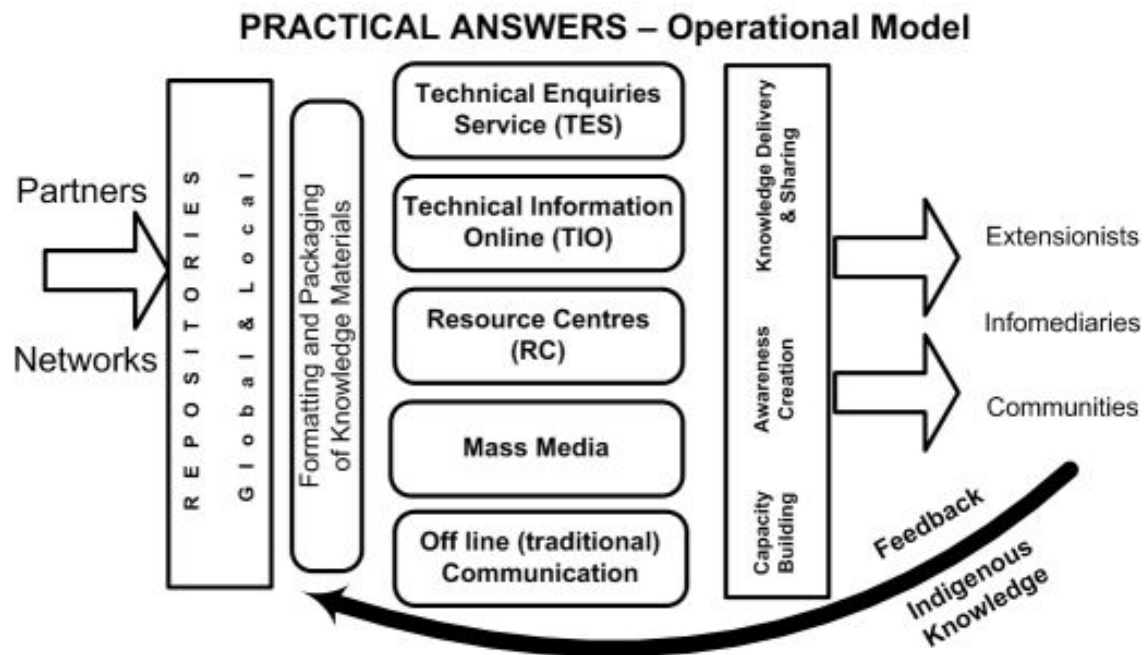 PRACTICAL ANSWERS – Operational Model
Partners
Networks
REPOSITORIES
Global & Local
Formatting and Packaging
of Knowledge Materials
Technical Enquiries
Service (TES)
Technical Information
Online (TIO)
Resource Centres
(RC)
Mass Media
Off line (traditional)
Communication
Knowledge Delivery
& Sharing
Awareness
Creation
Capacity
Building
Extensionists
Infomediaries
Communities
Feedback
Indigenous
Knowledge